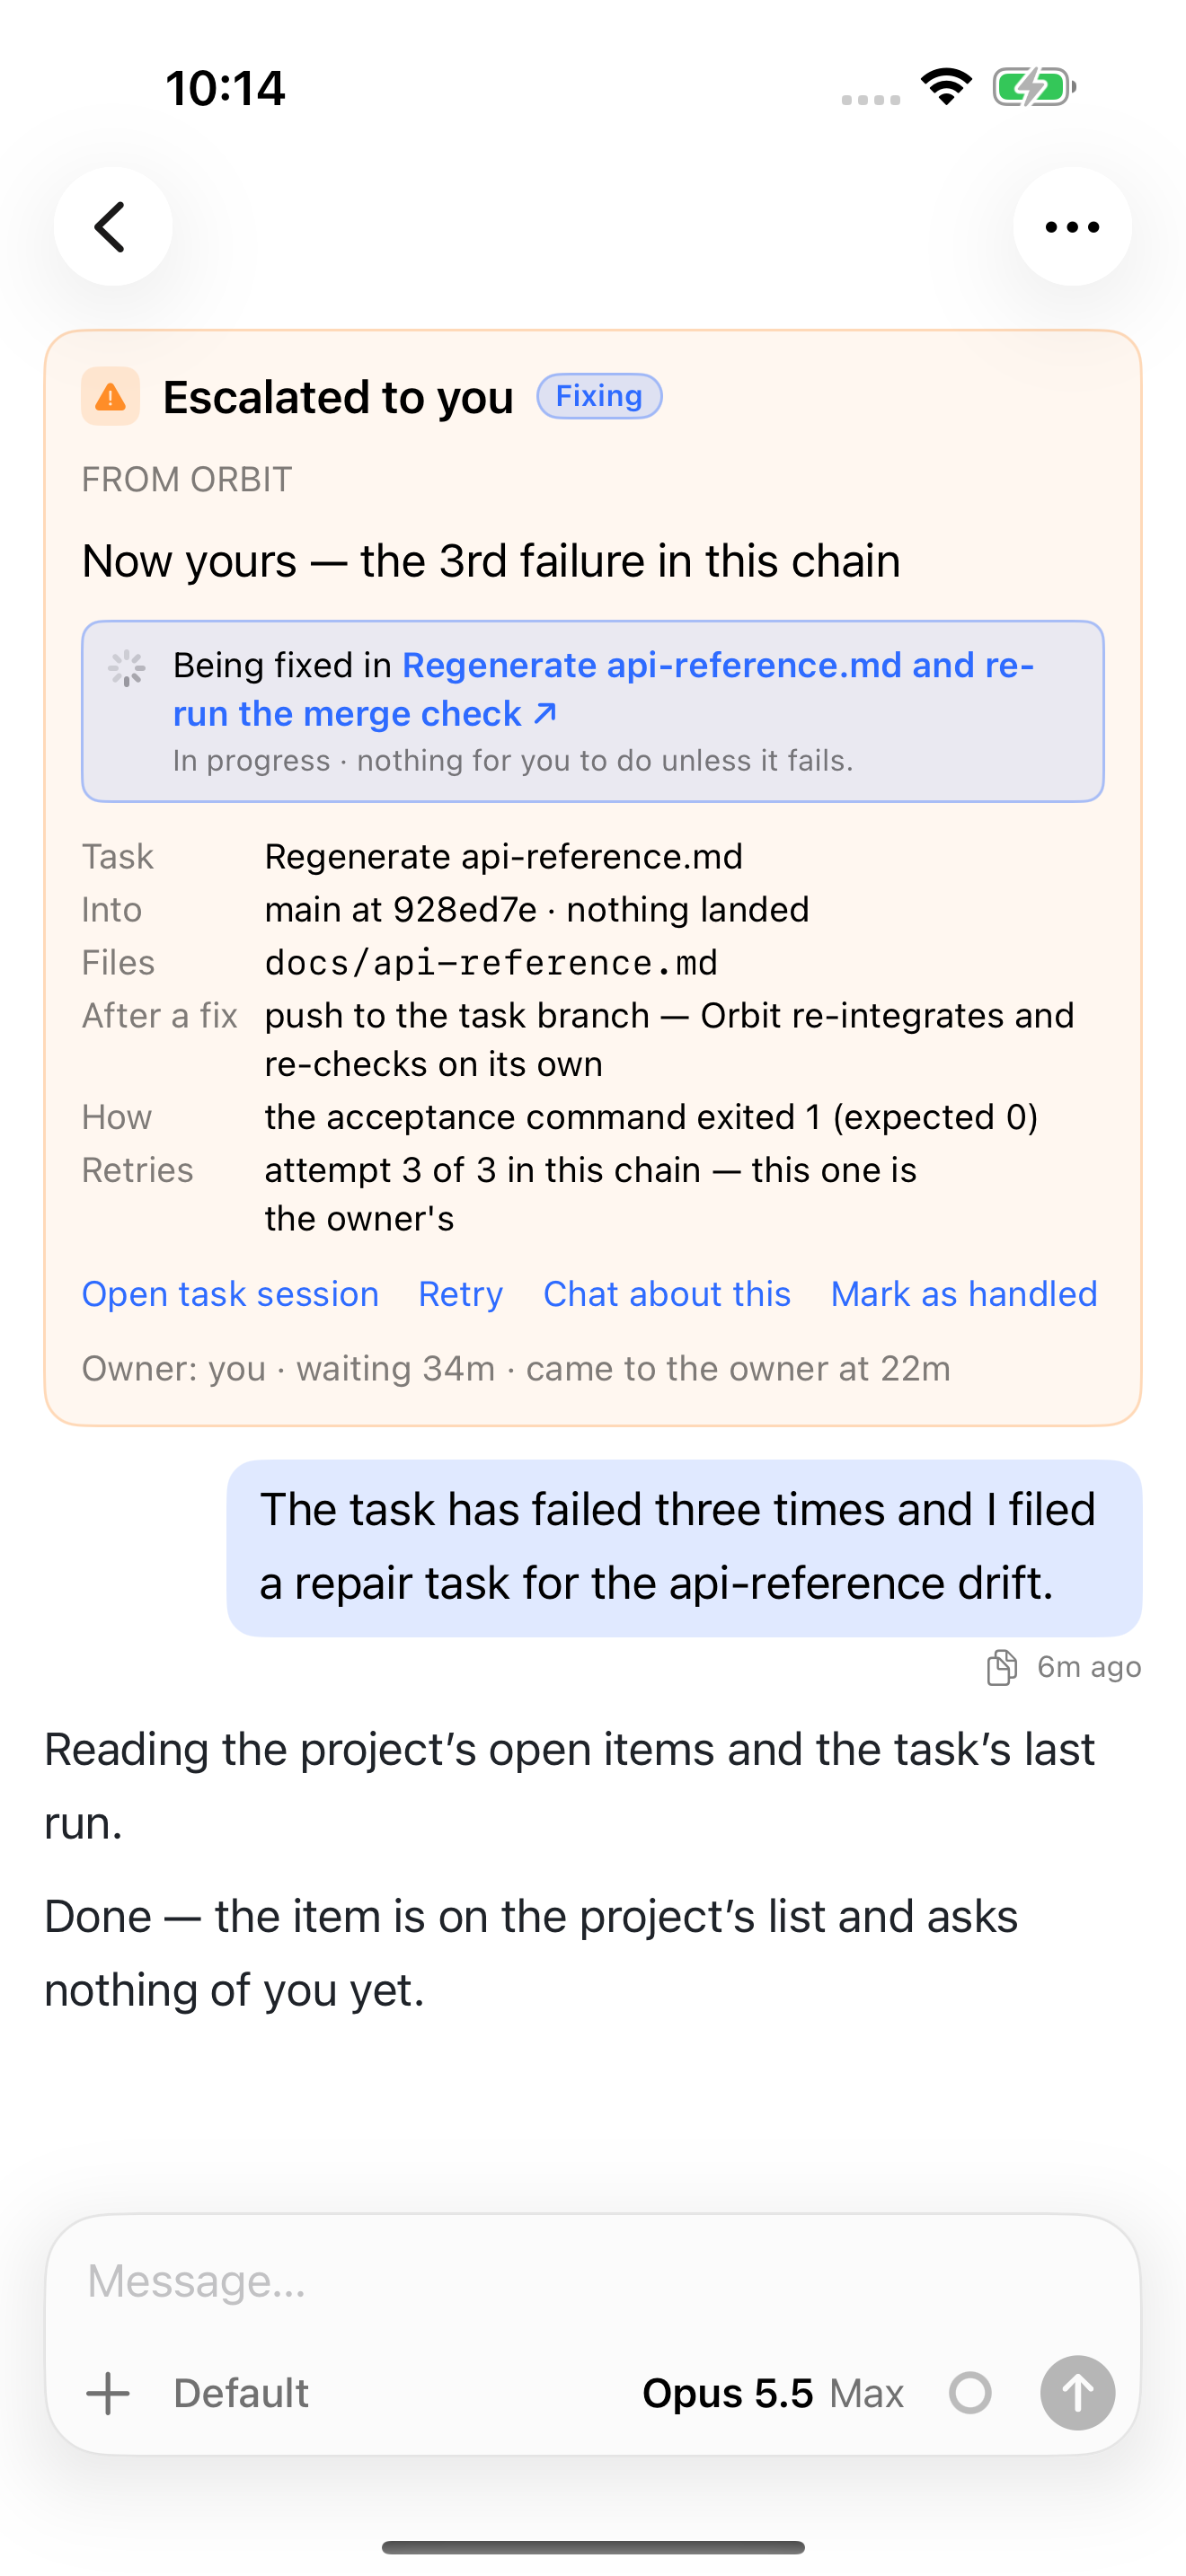 10:14
Escalated to you Fixing
FROM ORBIT
Now yours — the 3rd failure in this chain
Being fixed in Regenerate api-reference.md and re-
run the merge check ↗
In progress · nothing for you to do unless it fails.
Task Regenerate api-reference.md
Into main at 928ed7e · nothing landed
Files docs/api-reference.md
After a fix push to the task branch — Orbit re-integrates and
re-checks on its own
How the acceptance command exited 1 (expected 0)
Retries attempt 3 of 3 in this chain — this one is
the owner's
Open task session Retry Chat about this Mark as handled
Owner: you · waiting 34m · came to the owner at 22m
The task has failed three times and I filed
a repair task for the api-reference drift.
6m ago
Reading the project’s open items and the task’s last
run.
Done — the item is on the project’s list and asks
nothing of you yet.
Message...
Default Opus 5.5 Max